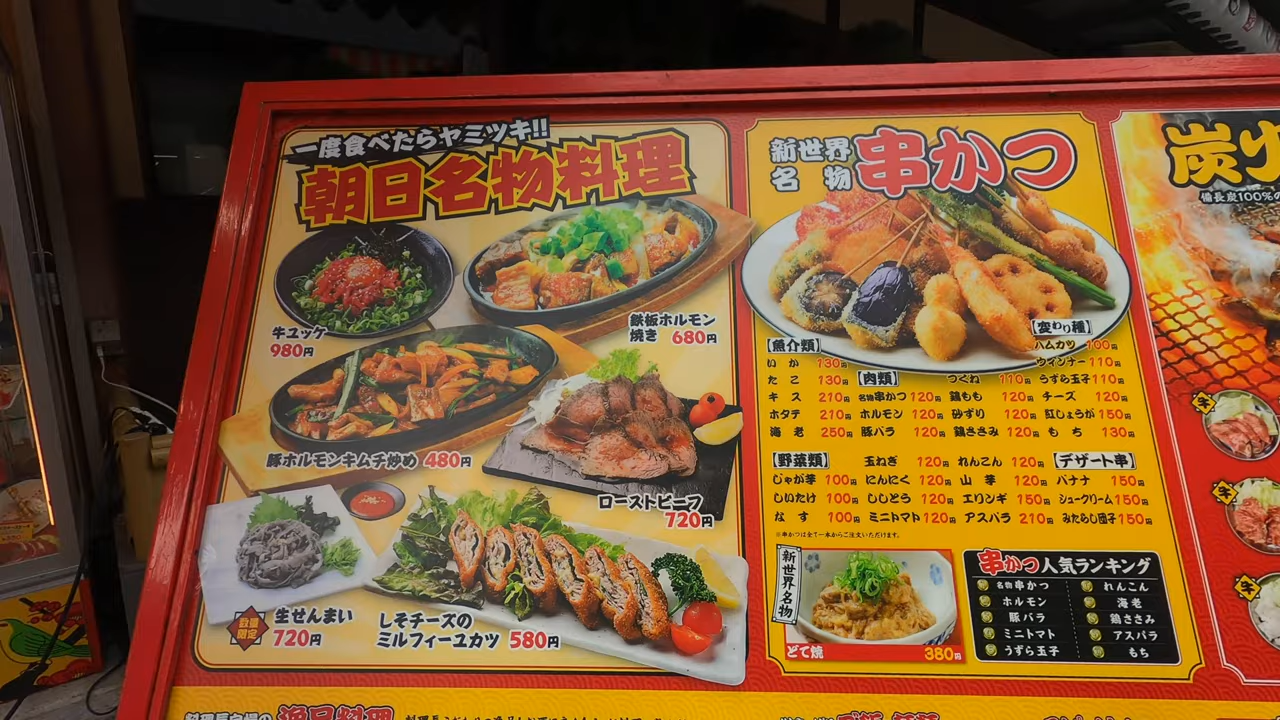 一度食べたらヤミツキ!!
朝日名物料理
牛ユッケ
980円
鉄板ホルモン
焼き 680円
豚ホルモンキムチ炒め 480円
ローストビーフ
720円
数量
限定
生せんまい
720円
しそチーズの
ミルフィーユカツ 580円
新世界
名物
串かつ
【魚介類】
いか 130円
たこ 130円
キス 210円
ホタテ 210円
海老 250円
【肉類】
名物串かつ 120円
ホルモン 120円
豚バラ 120円
つくね 110円
鶏もも 120円
砂ずり 120円
鶏ささみ 120円
【変わり種】
ハムカツ 100円
ウィンナー 110円
うずら玉子 110円
チーズ 120円
紅しょうが 150円
もち 130円
【野菜類】
じゃが芋 100円
しいたけ 100円
なす 100円
玉ねぎ 120円
にんにく 120円
ししとう 120円
ミニトマト 120円
れんこん 120円
山芋 120円
エリンギ 150円
アスパラ 210円
【デザート串】
バナナ 150円
シュークリーム 150円
みたらし団子 150円
※串かつは全て一本からご注文いただけます。
新世界名物
どて焼 380円
串かつ人気ランキング
名物串かつ
ホルモン
豚バラ
ミニトマト
うずら玉子
れんこん
海老
鶏ささみ
アスパラ
もち
備長炭100%の
牛
牛
牛